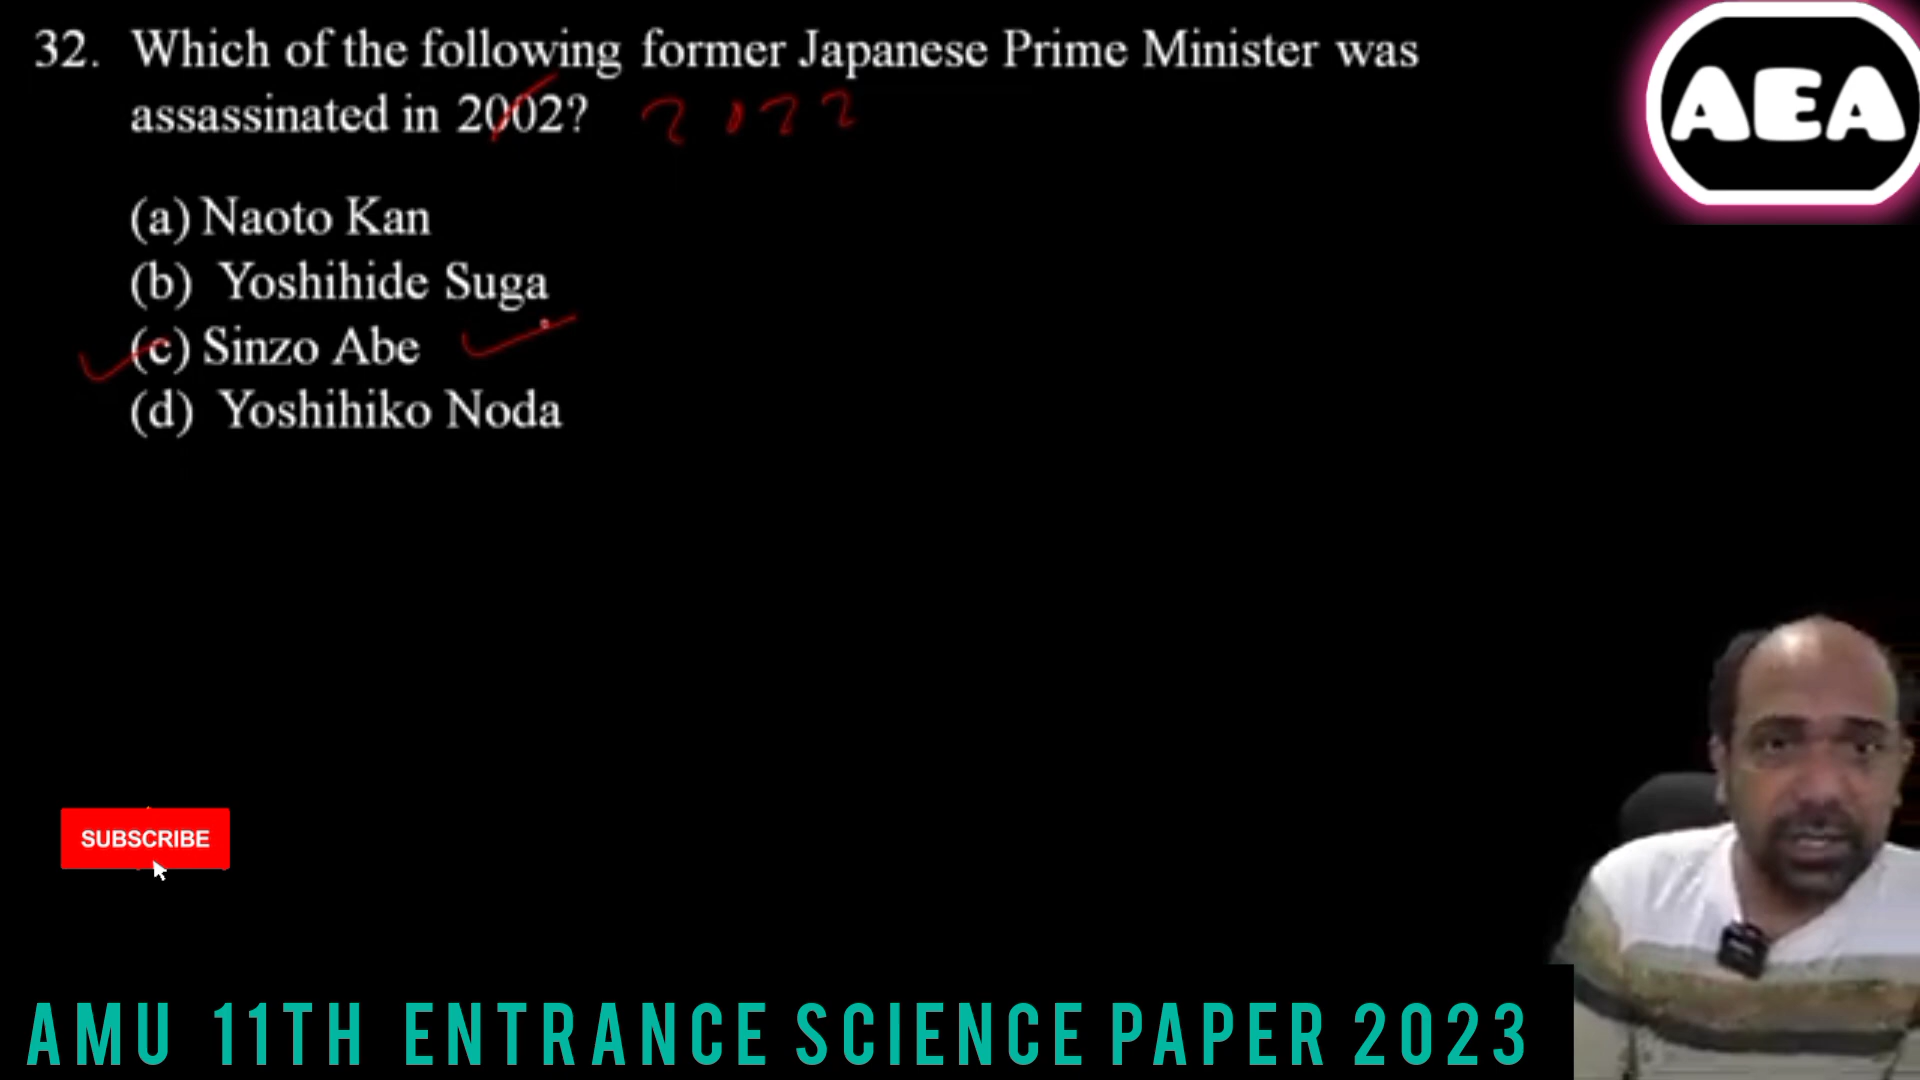 32. Which of the following former Japanese Prime Minister was
assassinated in 2002? 2022
(a) Naoto Kan
(b) Yoshihide Suga
(c) Sinzo Abe
(d) Yoshihiko Noda
AEA
SUBSCRIBE
AMU 11TH ENTRANCE SCIENCE PAPER 2023